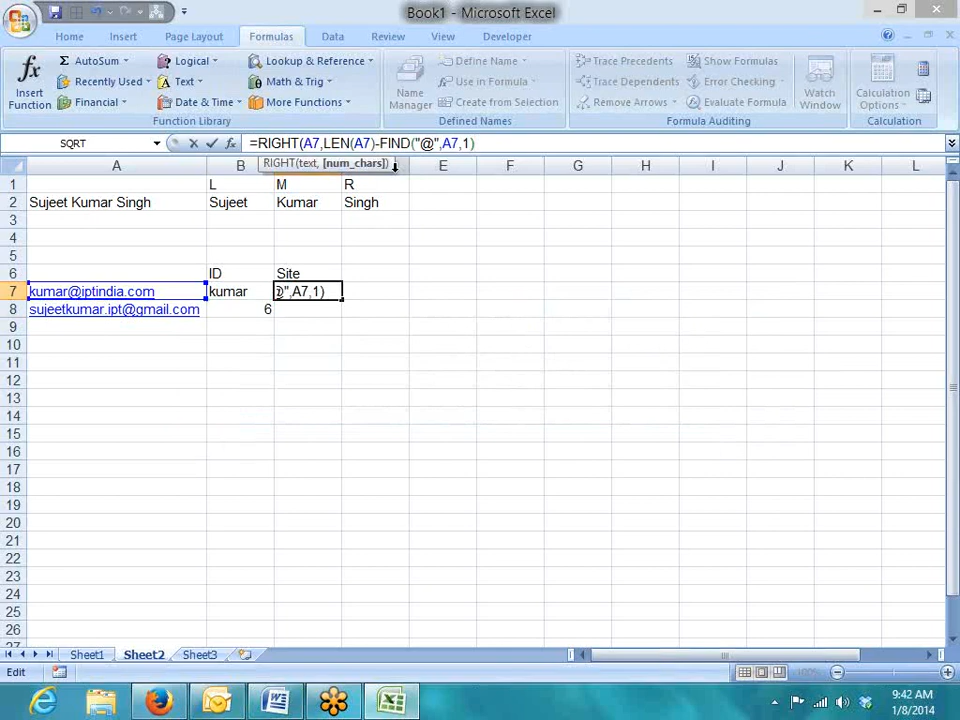 Book1 - Microsoft Excel
Home Insert Page Layout Formulas Data Review View Developer
AutoSum Logical Lookup & Reference Define Name Trace Precedents Show Formulas
Insert Function Recently Used Text Math & Trig Name Manager Use in Formula Trace Dependents Error Checking Watch Window Calculation Options
Financial Date & Time More Functions Create from Selection Remove Arrows Evaluate Formula
Function Library Defined Names Formula Auditing Calculation
SQRT =RIGHT(A7,LEN(A7)-FIND("@",A7,1)
RIGHT(text, [num_chars])
A B C E F G H I J K L
1 L M R
2 Sujeet Kumar Singh Sujeet Kumar Singh
3
4
5
6 ID Site
7 kumar@iptindia.com kumar @",A7,1)
8 sujeetkumar.ipt@gmail.com 6
9
10
11
12
13
14
15
16
17
18
19
20
21
22
23
24
25
26
27
Sheet1 Sheet2 Sheet3
Edit 100%
9:42 AM
1/8/2014